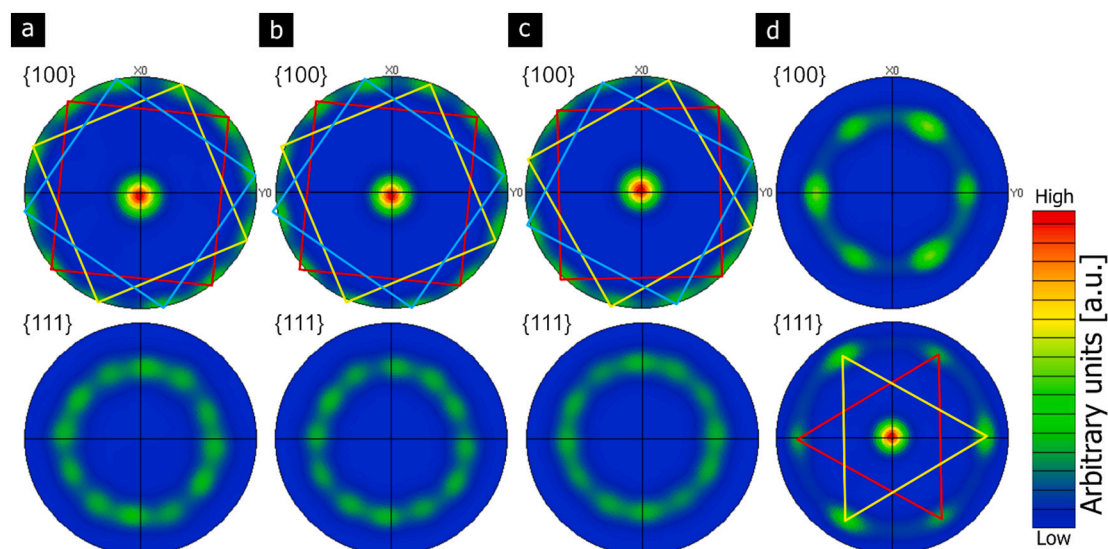 a
b
c
d
{100}
X0
Y0
{100}
X0
Y0
{100}
X0
Y0
{100}
X0
Y0
{111}
{111}
{111}
{111}
High
Arbitrary units [a.u.]
Low